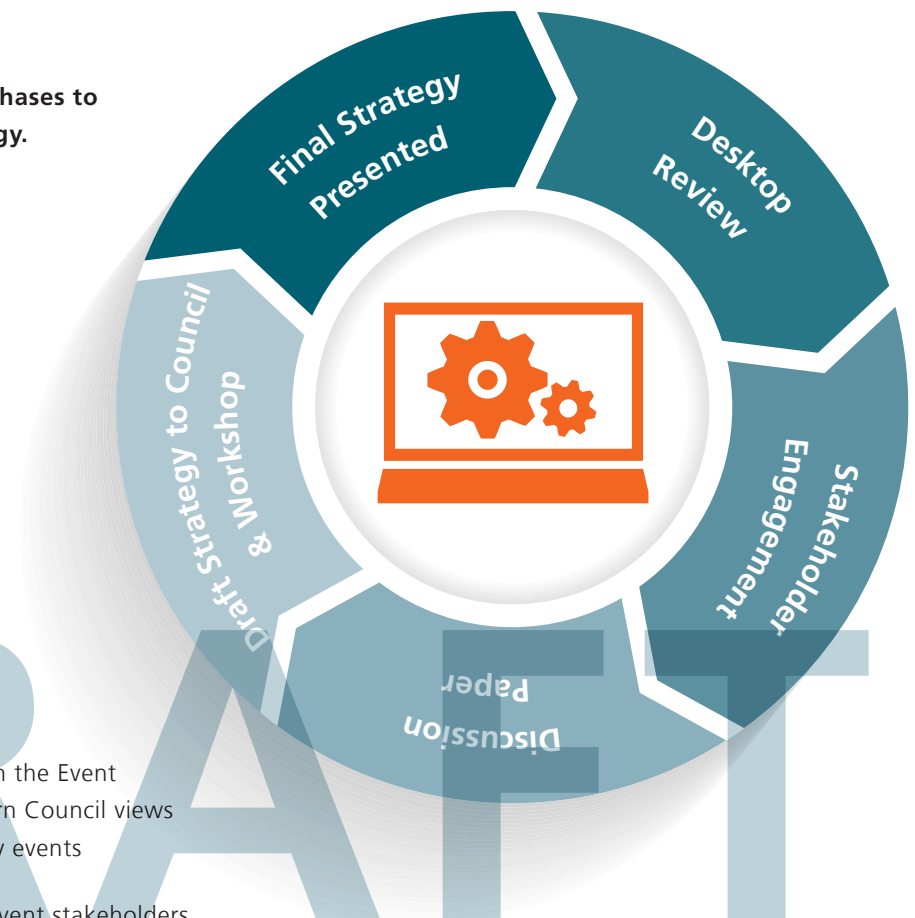 hases to
gy.
Final Strategy
Presented
Desktop
Review
Stakeholder
Engagement
Discussion
Paper
Draft Strategy to Council
& Workshop
n the Event
rn Council views
y events
vent stakeholders
RAFT